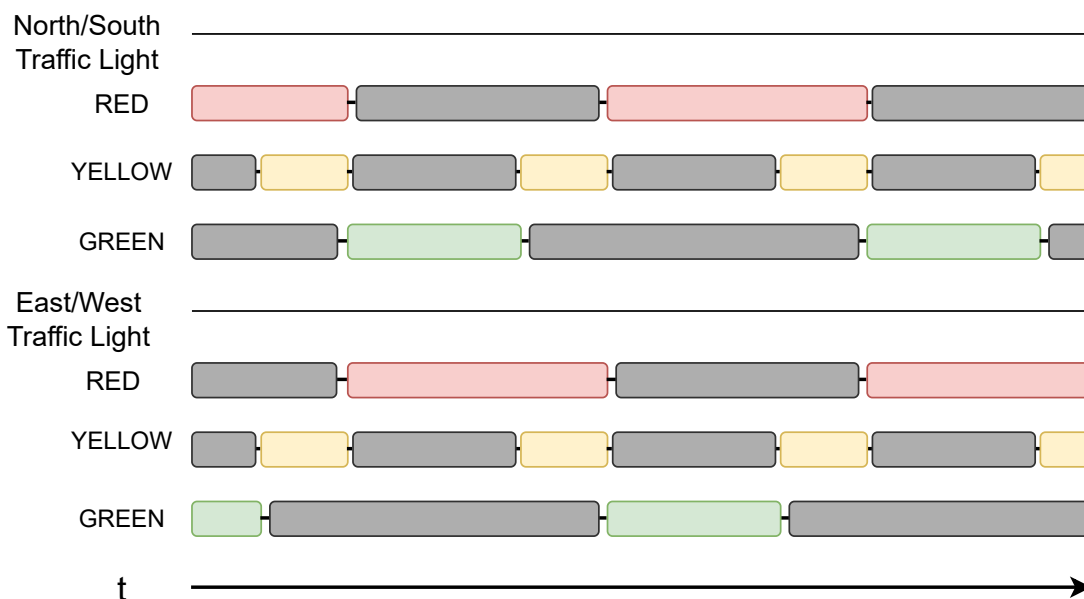 North/South
Traffic Light
RED
YELLOW
GREEN
East/West
Traffic Light
RED
YELLOW
GREEN
t